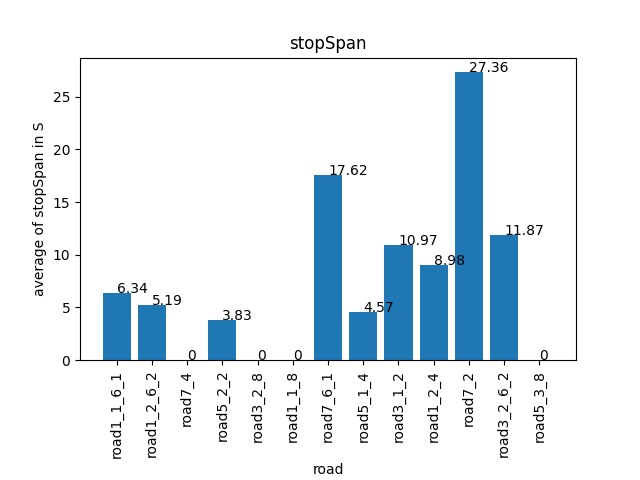 stopSpan
average of stopSpan in S
25
20
15
10
5
0
6.34
5.19
0
3.83
0
0
17.62
4.57
10.97
8.98
27.36
11.87
0
road1_1_6_1
road1_2_6_2
road7_4
road5_2_2
road3_2_8
road1_1_8
road7_6_1
road5_1_4
road3_1_2
road1_2_4
road7_2
road3_2_6_2
road5_3_8
road